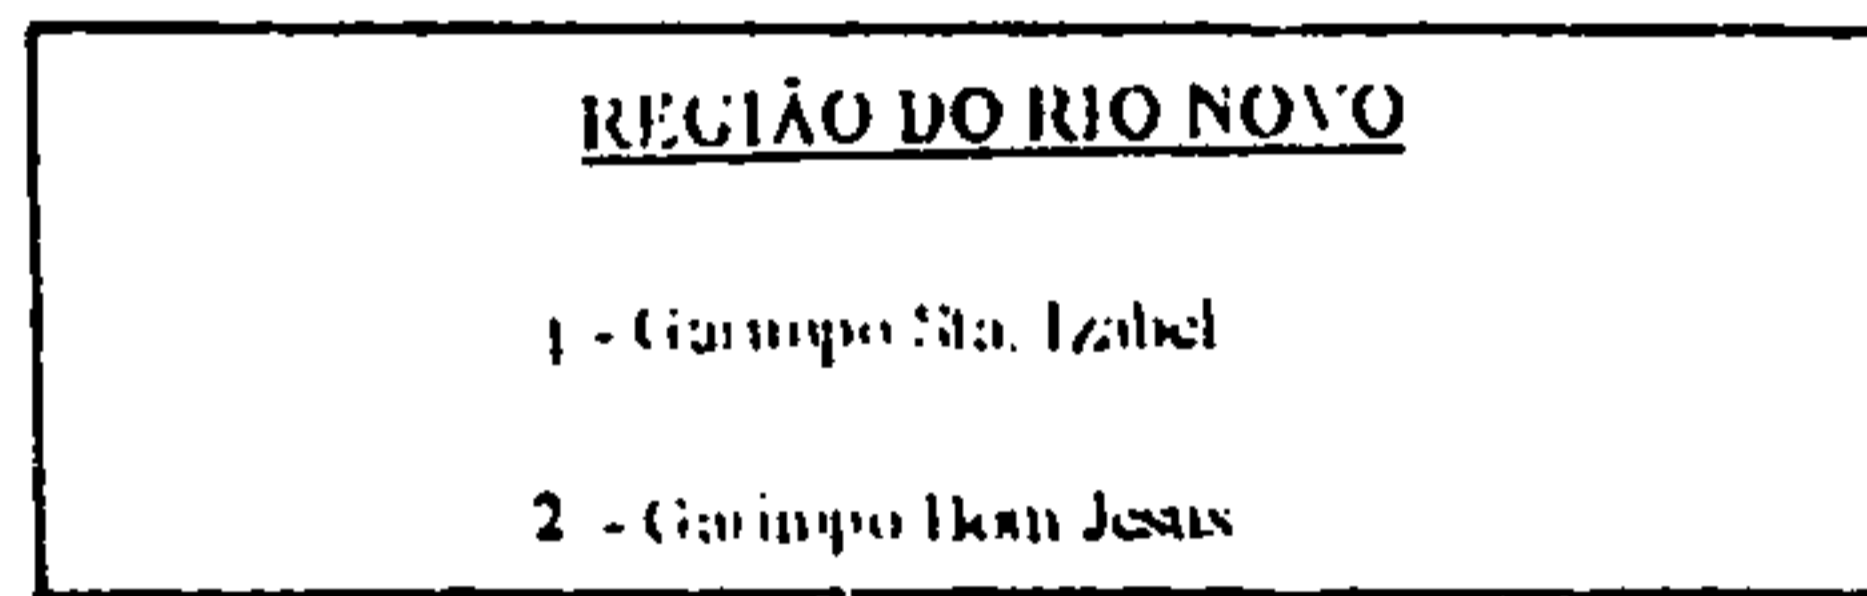 REGIÃO DO RIO NOVO
1 - Garimpo Sta. Izabel
2 - Garimpo Bom Jesus